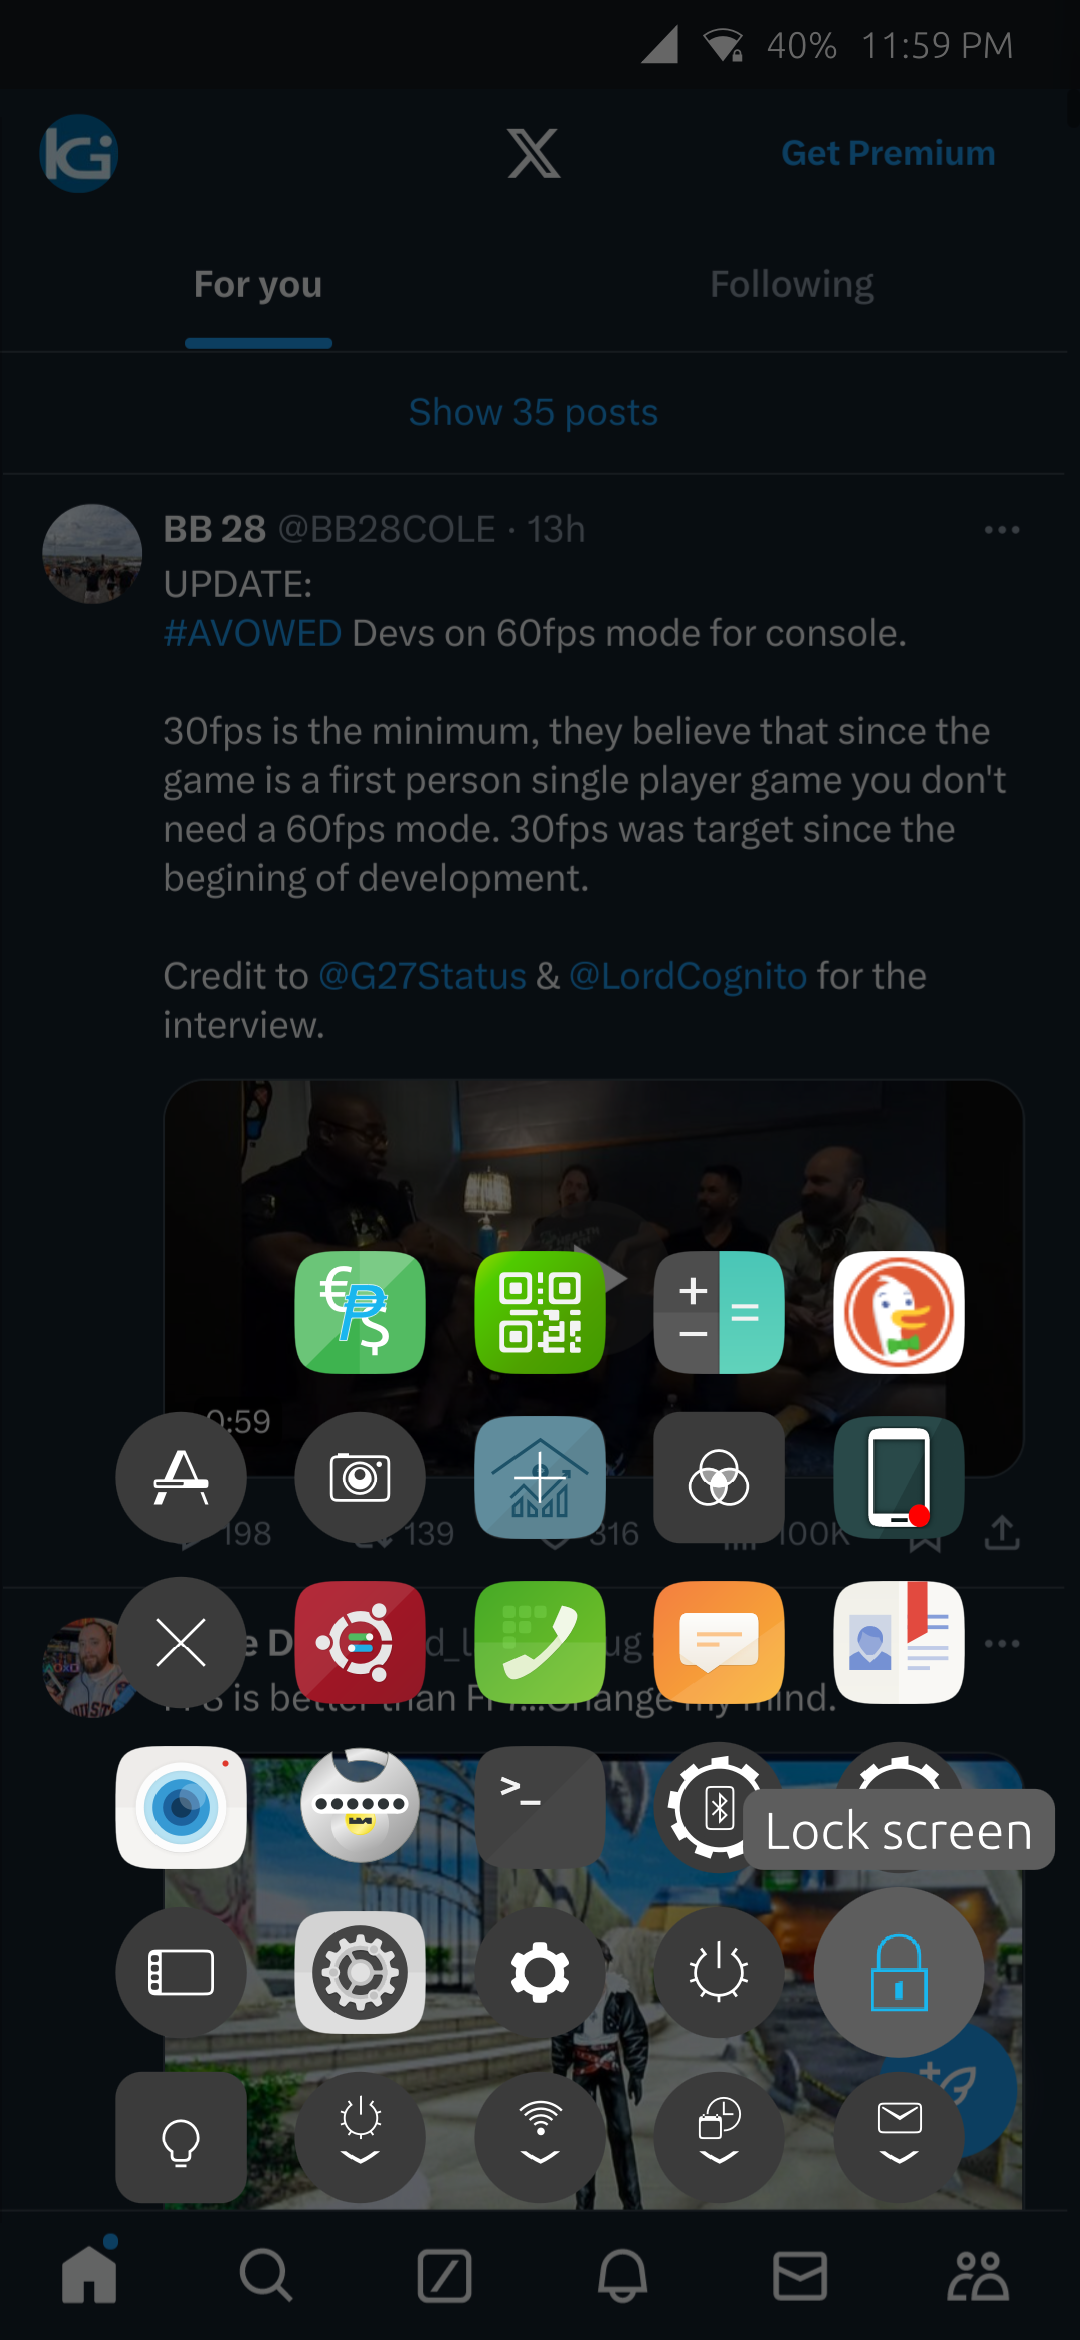 40% 11:59 PM
Get Premium
For you
Following
Show 35 posts
BB 28 @BB28COLE · 13h
UPDATE:
#AVOWED Devs on 60fps mode for console.
30fps is the minimum, they believe that since the
game is a first person single player game you don't
need a 60fps mode. 30fps was target since the
begining of development.
Credit to @G27Status & @LordCognito for the
interview.
0:59
198 139 316 100K
is better than
Change my mind.
Lock screen